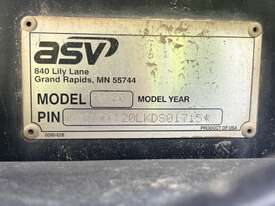 asv
840 Lily Lane
Grand Rapids, MN 55744
MODEL MODEL YEAR
PIN
PRODUCT OF USA